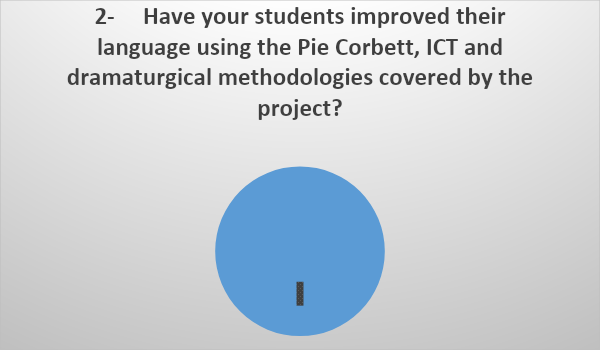 2- Have your students improved their
language using the Pie Corbett, ICT and
dramaturgical methodologies covered by the
project?